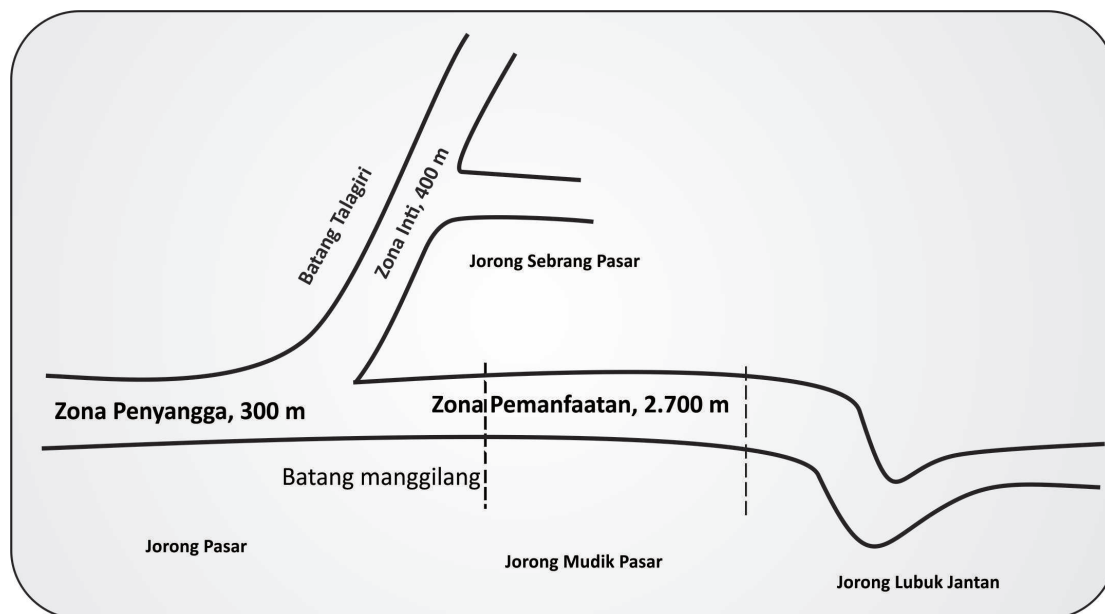 Batang Talagiri
Zona Inti, 400 m
Jorong Sebrang Pasar
Zona Penyangga, 300 m
Zona Pemanfaatan, 2.700 m
Batang manggilang
Jorong Pasar
Jorong Mudik Pasar
Jorong Lubuk Jantan